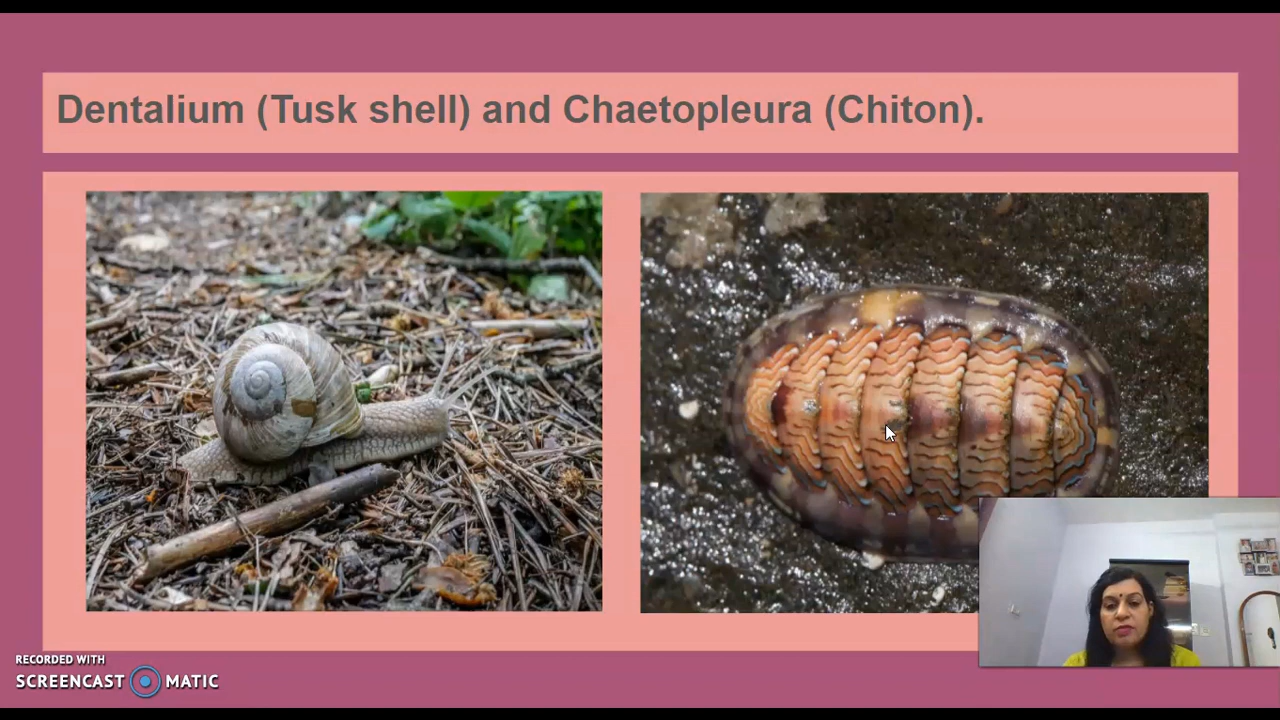 Dentalium (Tusk shell) and Chaetopleura (Chiton).
RECORDED WITH
SCREENCAST MATIC